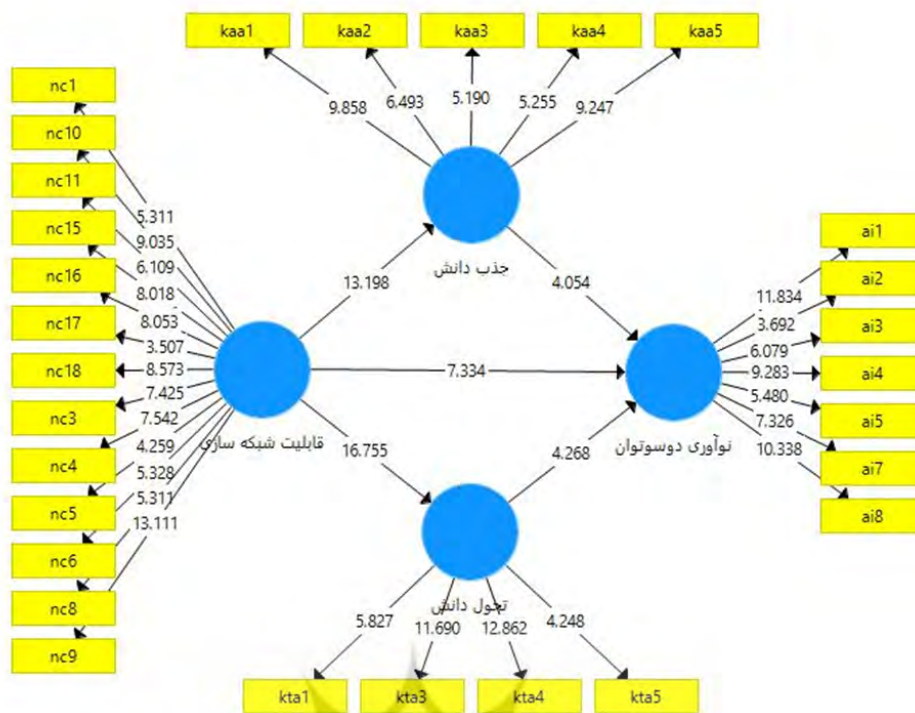 kaa1 kaa2 kaa3 kaa4 kaa5
9.858 6.493 5.190 5.255 9.247
nc1
nc10
nc11
nc15
nc16
nc17
nc18
nc3
nc4
nc5
nc6
nc8
nc9
5.311
9.035
6.109
8.018
8.053
3.507
8.573
7.425
7.542
4.259
5.328
5.311
13.111
قابلیت شبکه سازی
13.198
جذب دانش
4.054
7.334
16.755
4.268
تحول دانش
نوآوری دوسوتوان
11.834
3.692
6.079
9.283
5.480
7.326
10.338
ai1
ai2
ai3
ai4
ai5
ai7
ai8
5.827 11.690 12.862 4.248
kta1 kta3 kta4 kta5